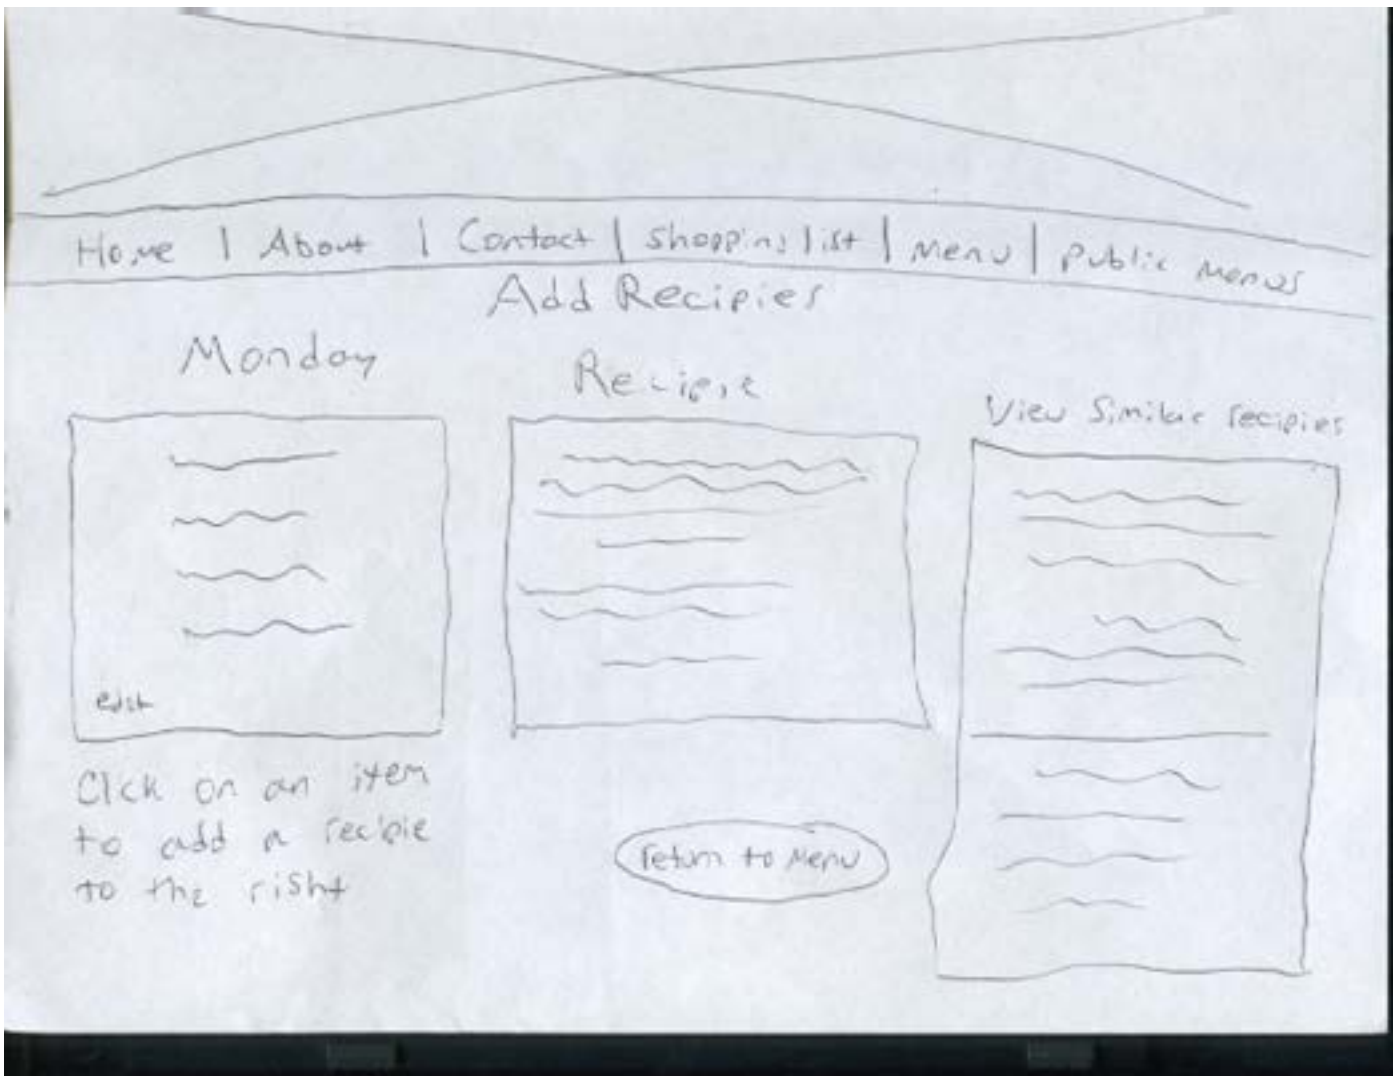 Home | About | Contact | Shopping list | Menu | Public Menus
Add Recipies
Monday
Recipie
View Similar recipies
edit
Click on an item
to add a recipie
to the right
return to Menu